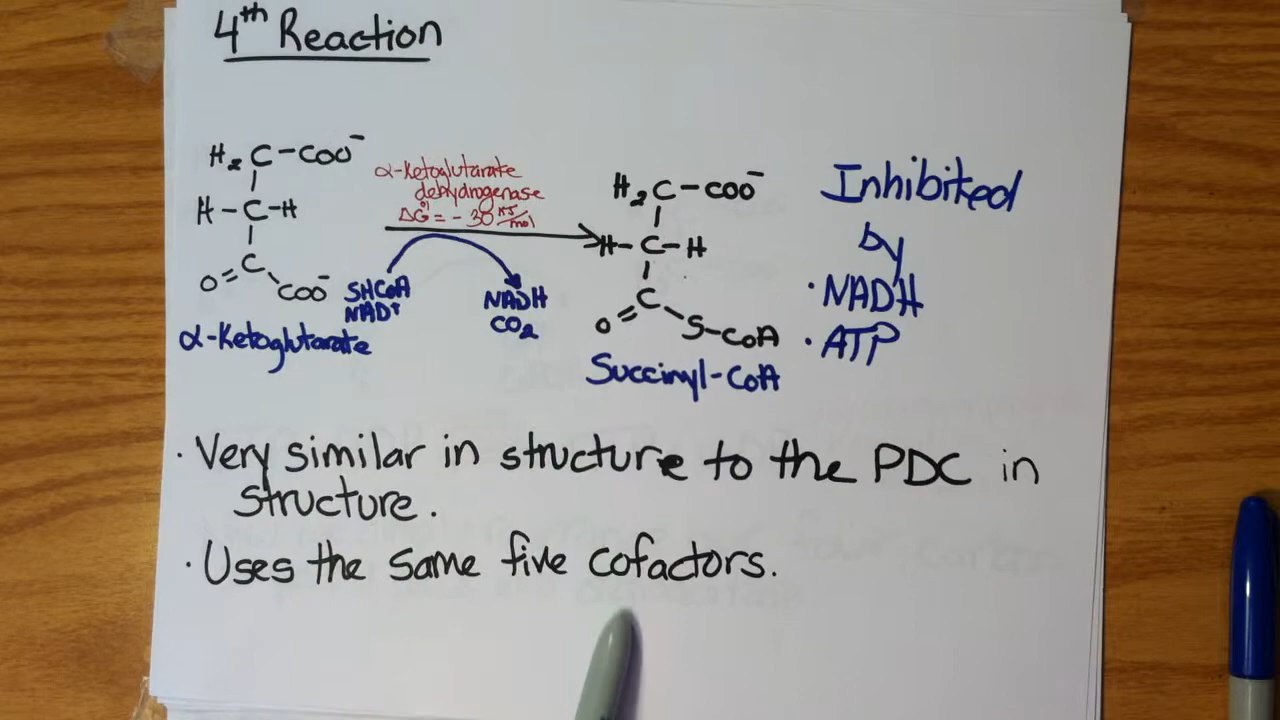 4th Reaction
H2C-COO-
H-C-H
O=C
COO-
α-Ketoglutarate
α-Ketoglutarate
dehydrogenase
ΔG°' = -30 KJ/mol
SHCoA
NAD+
NADH
CO2
H2C-COO-
H-C-H
O=C
S-CoA
Succinyl-CoA
Inhibited
by
· NADH
· ATP
· Very similar in structure to the PDC in
structure.
· Uses the same five cofactors.